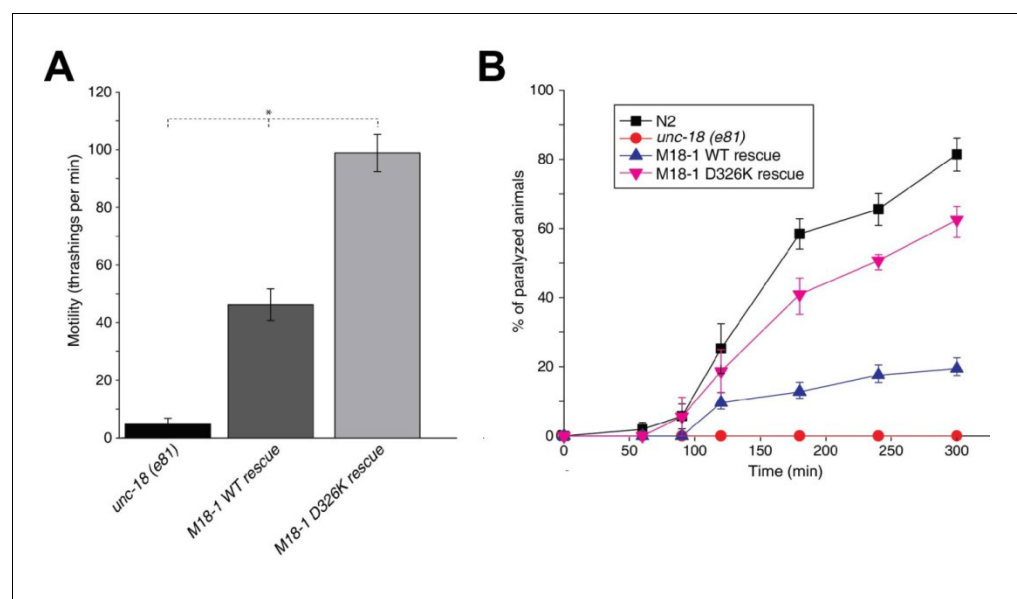 A
Motility (thrashings per min)
120
100
80
60
40
20
0
*
unc-18 (e81)
M18-1 WT rescue
M18-1 D326K rescue
B
% of paralyzed animals
100
80
60
40
20
0
N2
unc-18 (e81)
M18-1 WT rescue
M18-1 D326K rescue
0 50 100 150 200 250 300
Time (min)